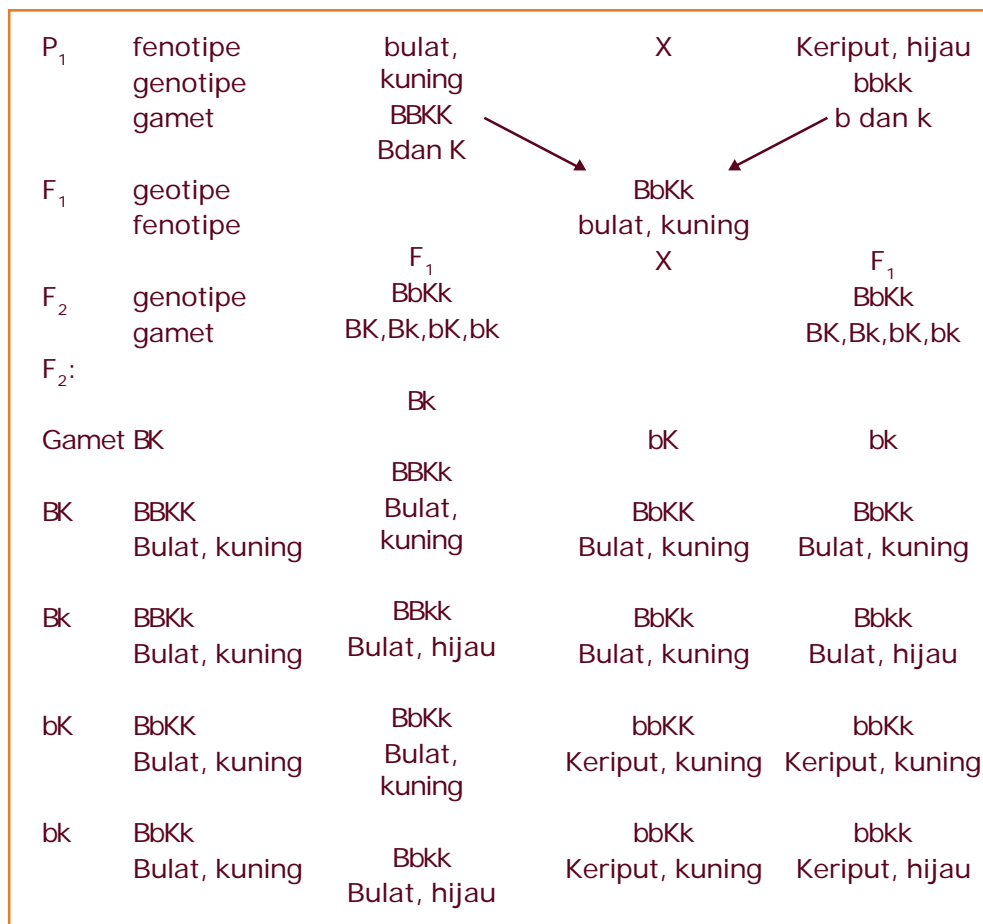 P1 fenotipe bulat, X Keriput, hijau
genotipe kuning bbkk
gamet BBKK b dan k
Bdan K
F1 geotipe BbKk
fenotipe bulat, kuning
F1 X F1
F2 genotipe BbKk BbKk
gamet BK,Bk,bK,bk BK,Bk,bK,bk
F2:
Bk
Gamet BK bK bk
BBKk
BK BBKK Bulat, BbKK BbKk
Bulat, kuning kuning Bulat, kuning Bulat, kuning
Bk BBKk BBkk BbKk Bbkk
Bulat, kuning Bulat, hijau Bulat, kuning Bulat, hijau
bK BbKK BbKk bbKK bbKk
Bulat, kuning Bulat, Keriput, kuning Keriput, kuning
kuning
bk BbKk bbKk bbkk
Bulat, kuning Bbkk Keriput, kuning Keriput, hijau
Bulat, hijau